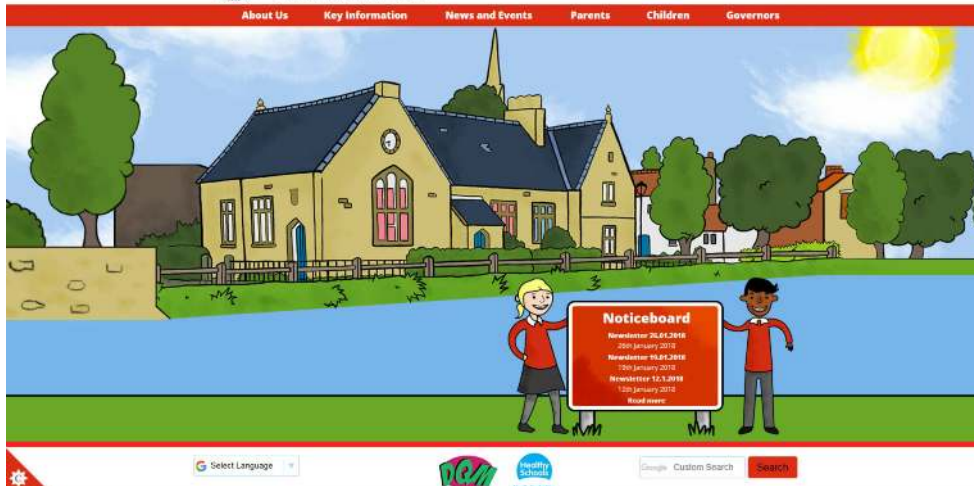 About Us Key Information News and Events Parents Children Governors
Noticeboard
Newsletter 26.01.2018
26th January 2018
Newsletter 19.01.2018
19th January 2018
Newsletter 12.1.2018
12th January 2018
Read more
G Select Language
PQM
Healthy
Schools
Google Custom Search Search